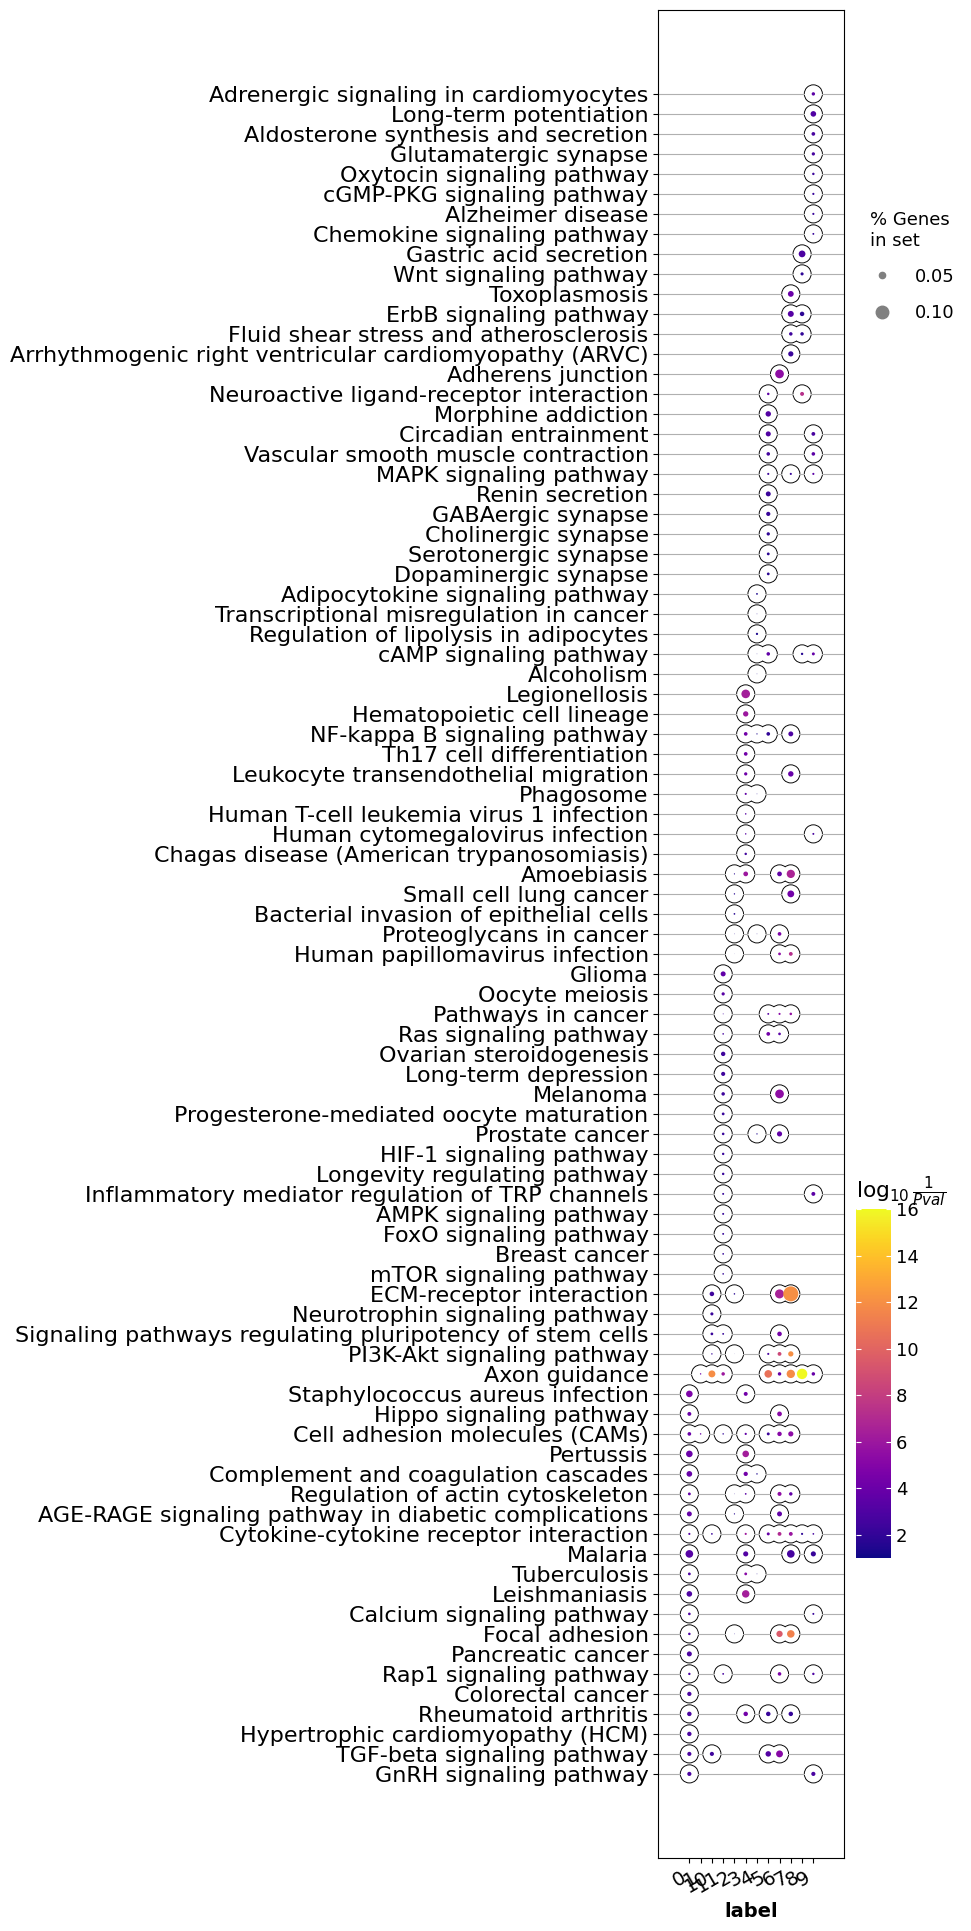 Adrenergic signaling in cardiomyocytes
Long-term potentiation
Aldosterone synthesis and secretion
Glutamatergic synapse
Oxytocin signaling pathway
cGMP-PKG signaling pathway
Alzheimer disease
Chemokine signaling pathway
Gastric acid secretion
Wnt signaling pathway
Toxoplasmosis
ErbB signaling pathway
Fluid shear stress and atherosclerosis
Arrhythmogenic right ventricular cardiomyopathy (ARVC)
Adherens junction
Neuroactive ligand-receptor interaction
Morphine addiction
Circadian entrainment
Vascular smooth muscle contraction
MAPK signaling pathway
Renin secretion
GABAergic synapse
Cholinergic synapse
Serotonergic synapse
Dopaminergic synapse
Adipocytokine signaling pathway
Transcriptional misregulation in cancer
Regulation of lipolysis in adipocytes
cAMP signaling pathway
Alcoholism
Legionellosis
Hematopoietic cell lineage
NF-kappa B signaling pathway
Th17 cell differentiation
Leukocyte transendothelial migration
Phagosome
Human T-cell leukemia virus 1 infection
Human cytomegalovirus infection
Chagas disease (American trypanosomiasis)
Amoebiasis
Small cell lung cancer
Bacterial invasion of epithelial cells
Proteoglycans in cancer
Human papillomavirus infection
Glioma
Oocyte meiosis
Pathways in cancer
Ras signaling pathway
Ovarian steroidogenesis
Long-term depression
Melanoma
Progesterone-mediated oocyte maturation
Prostate cancer
HIF-1 signaling pathway
Longevity regulating pathway
Inflammatory mediator regulation of TRP channels
AMPK signaling pathway
FoxO signaling pathway
Breast cancer
mTOR signaling pathway
ECM-receptor interaction
Neurotrophin signaling pathway
Signaling pathways regulating pluripotency of stem cells
PI3K-Akt signaling pathway
Axon guidance
Staphylococcus aureus infection
Hippo signaling pathway
Cell adhesion molecules (CAMs)
Pertussis
Complement and coagulation cascades
Regulation of actin cytoskeleton
AGE-RAGE signaling pathway in diabetic complications
Cytokine-cytokine receptor interaction
Malaria
Tuberculosis
Leishmaniasis
Calcium signaling pathway
Focal adhesion
Pancreatic cancer
Rap1 signaling pathway
Colorectal cancer
Rheumatoid arthritis
Hypertrophic cardiomyopathy (HCM)
TGF-beta signaling pathway
GnRH signaling pathway
0 1 10 11 2 3 4 5 6 7 8 9
label
% Genes
in set
0.05
0.10
log10 1/Pval
16
14
12
10
8
6
4
2